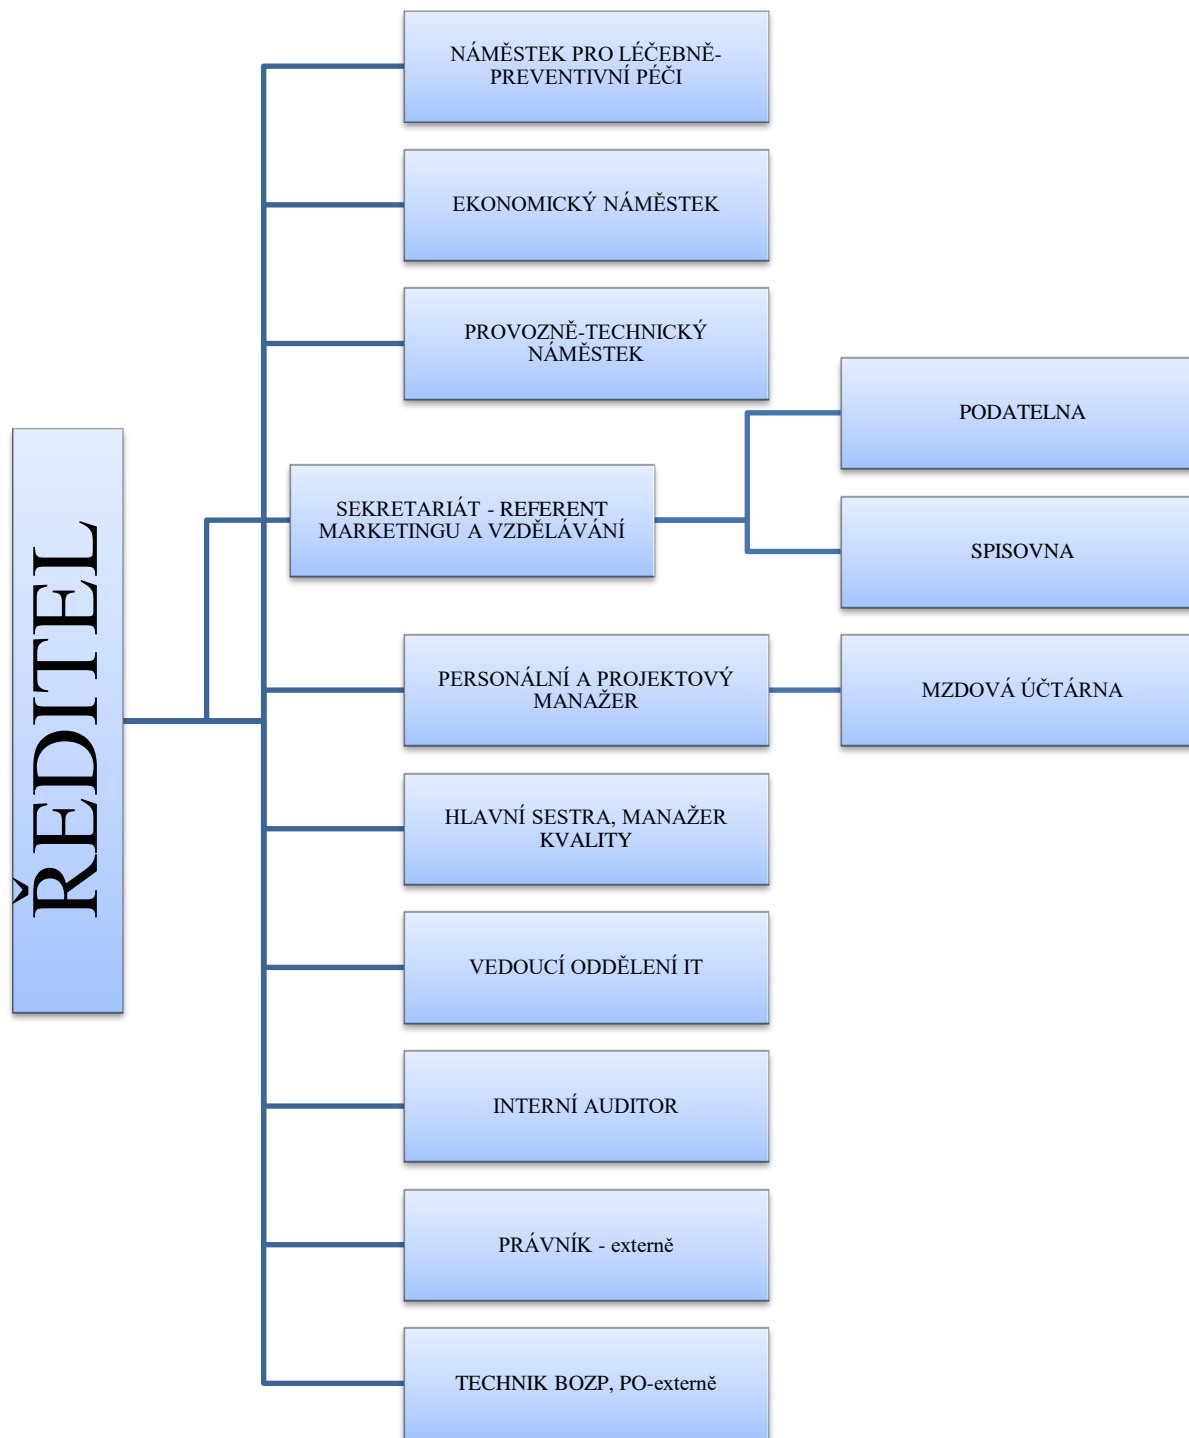 ŘEDITEL
NÁMĚSTEK PRO LÉČEBNĚ-
PREVENTIVNÍ PÉČI
EKONOMICKÝ NÁMĚSTEK
PROVOZNĚ-TECHNICKÝ
NÁMĚSTEK
SEKRETARIÁT - REFERENT
MARKETINGU A VZDĚLÁVÁNÍ
PODATELNA
SPISOVNA
PERSONÁLNÍ A PROJEKTOVÝ
MANAŽER
MZDOVÁ ÚČTÁRNA
HLAVNÍ SESTRA, MANAŽER
KVALITY
VEDOUCÍ ODDĚLENÍ IT
INTERNÍ AUDITOR
PRÁVNÍK - externě
TECHNIK BOZP, PO-externě